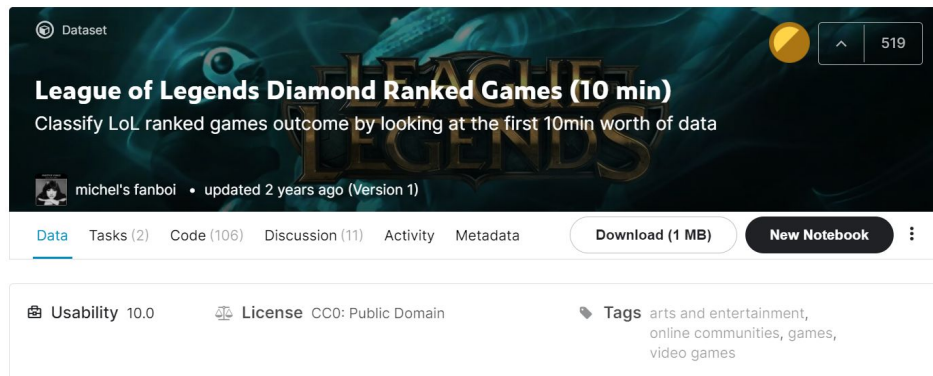 Dataset
519
LEAGUE
OF
LEGENDS
League of Legends Diamond Ranked Games (10 min)
Classify LoL ranked games outcome by looking at the first 10min worth of data
michel's fanboi • updated 2 years ago (Version 1)
Data Tasks (2) Code (106) Discussion (11) Activity Metadata Download (1 MB) New Notebook
Usability 10.0 License CC0: Public Domain Tags arts and entertainment,
online communities, games,
video games